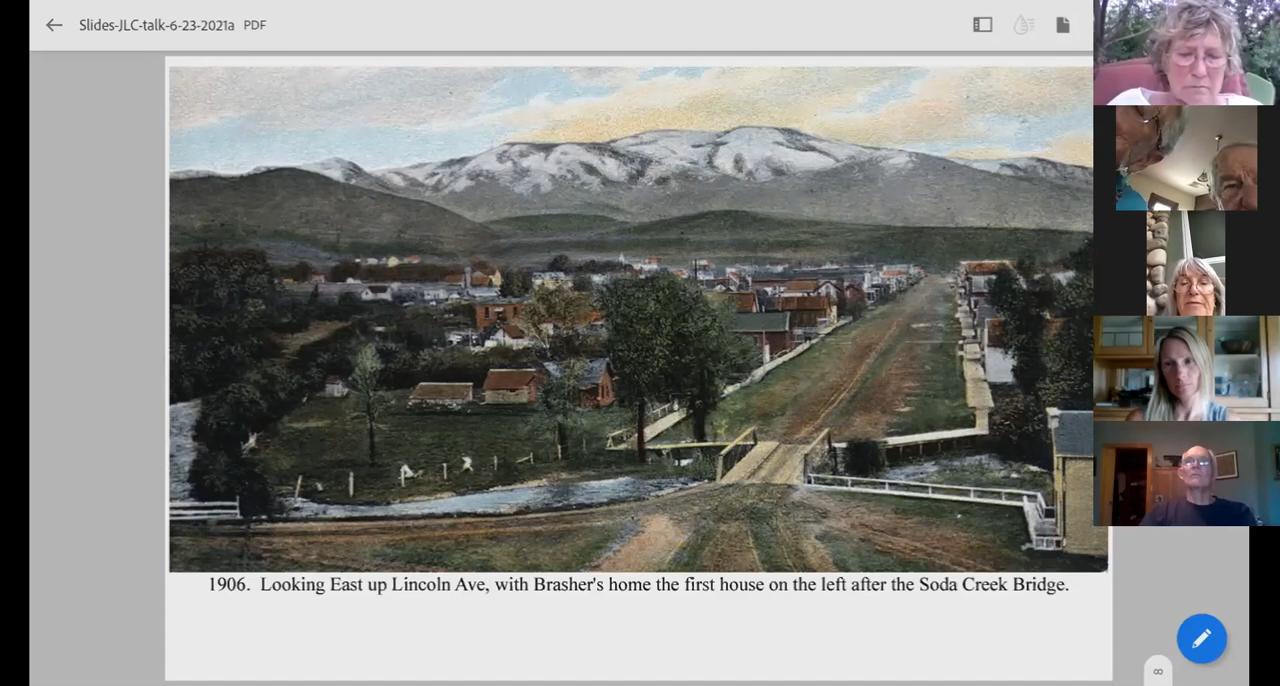 Slides-JLC-talk-6-23-2021a PDF
1906. Looking East up Lincoln Ave, with Brasher's home the first house on the left after the Soda Creek Bridge.
8